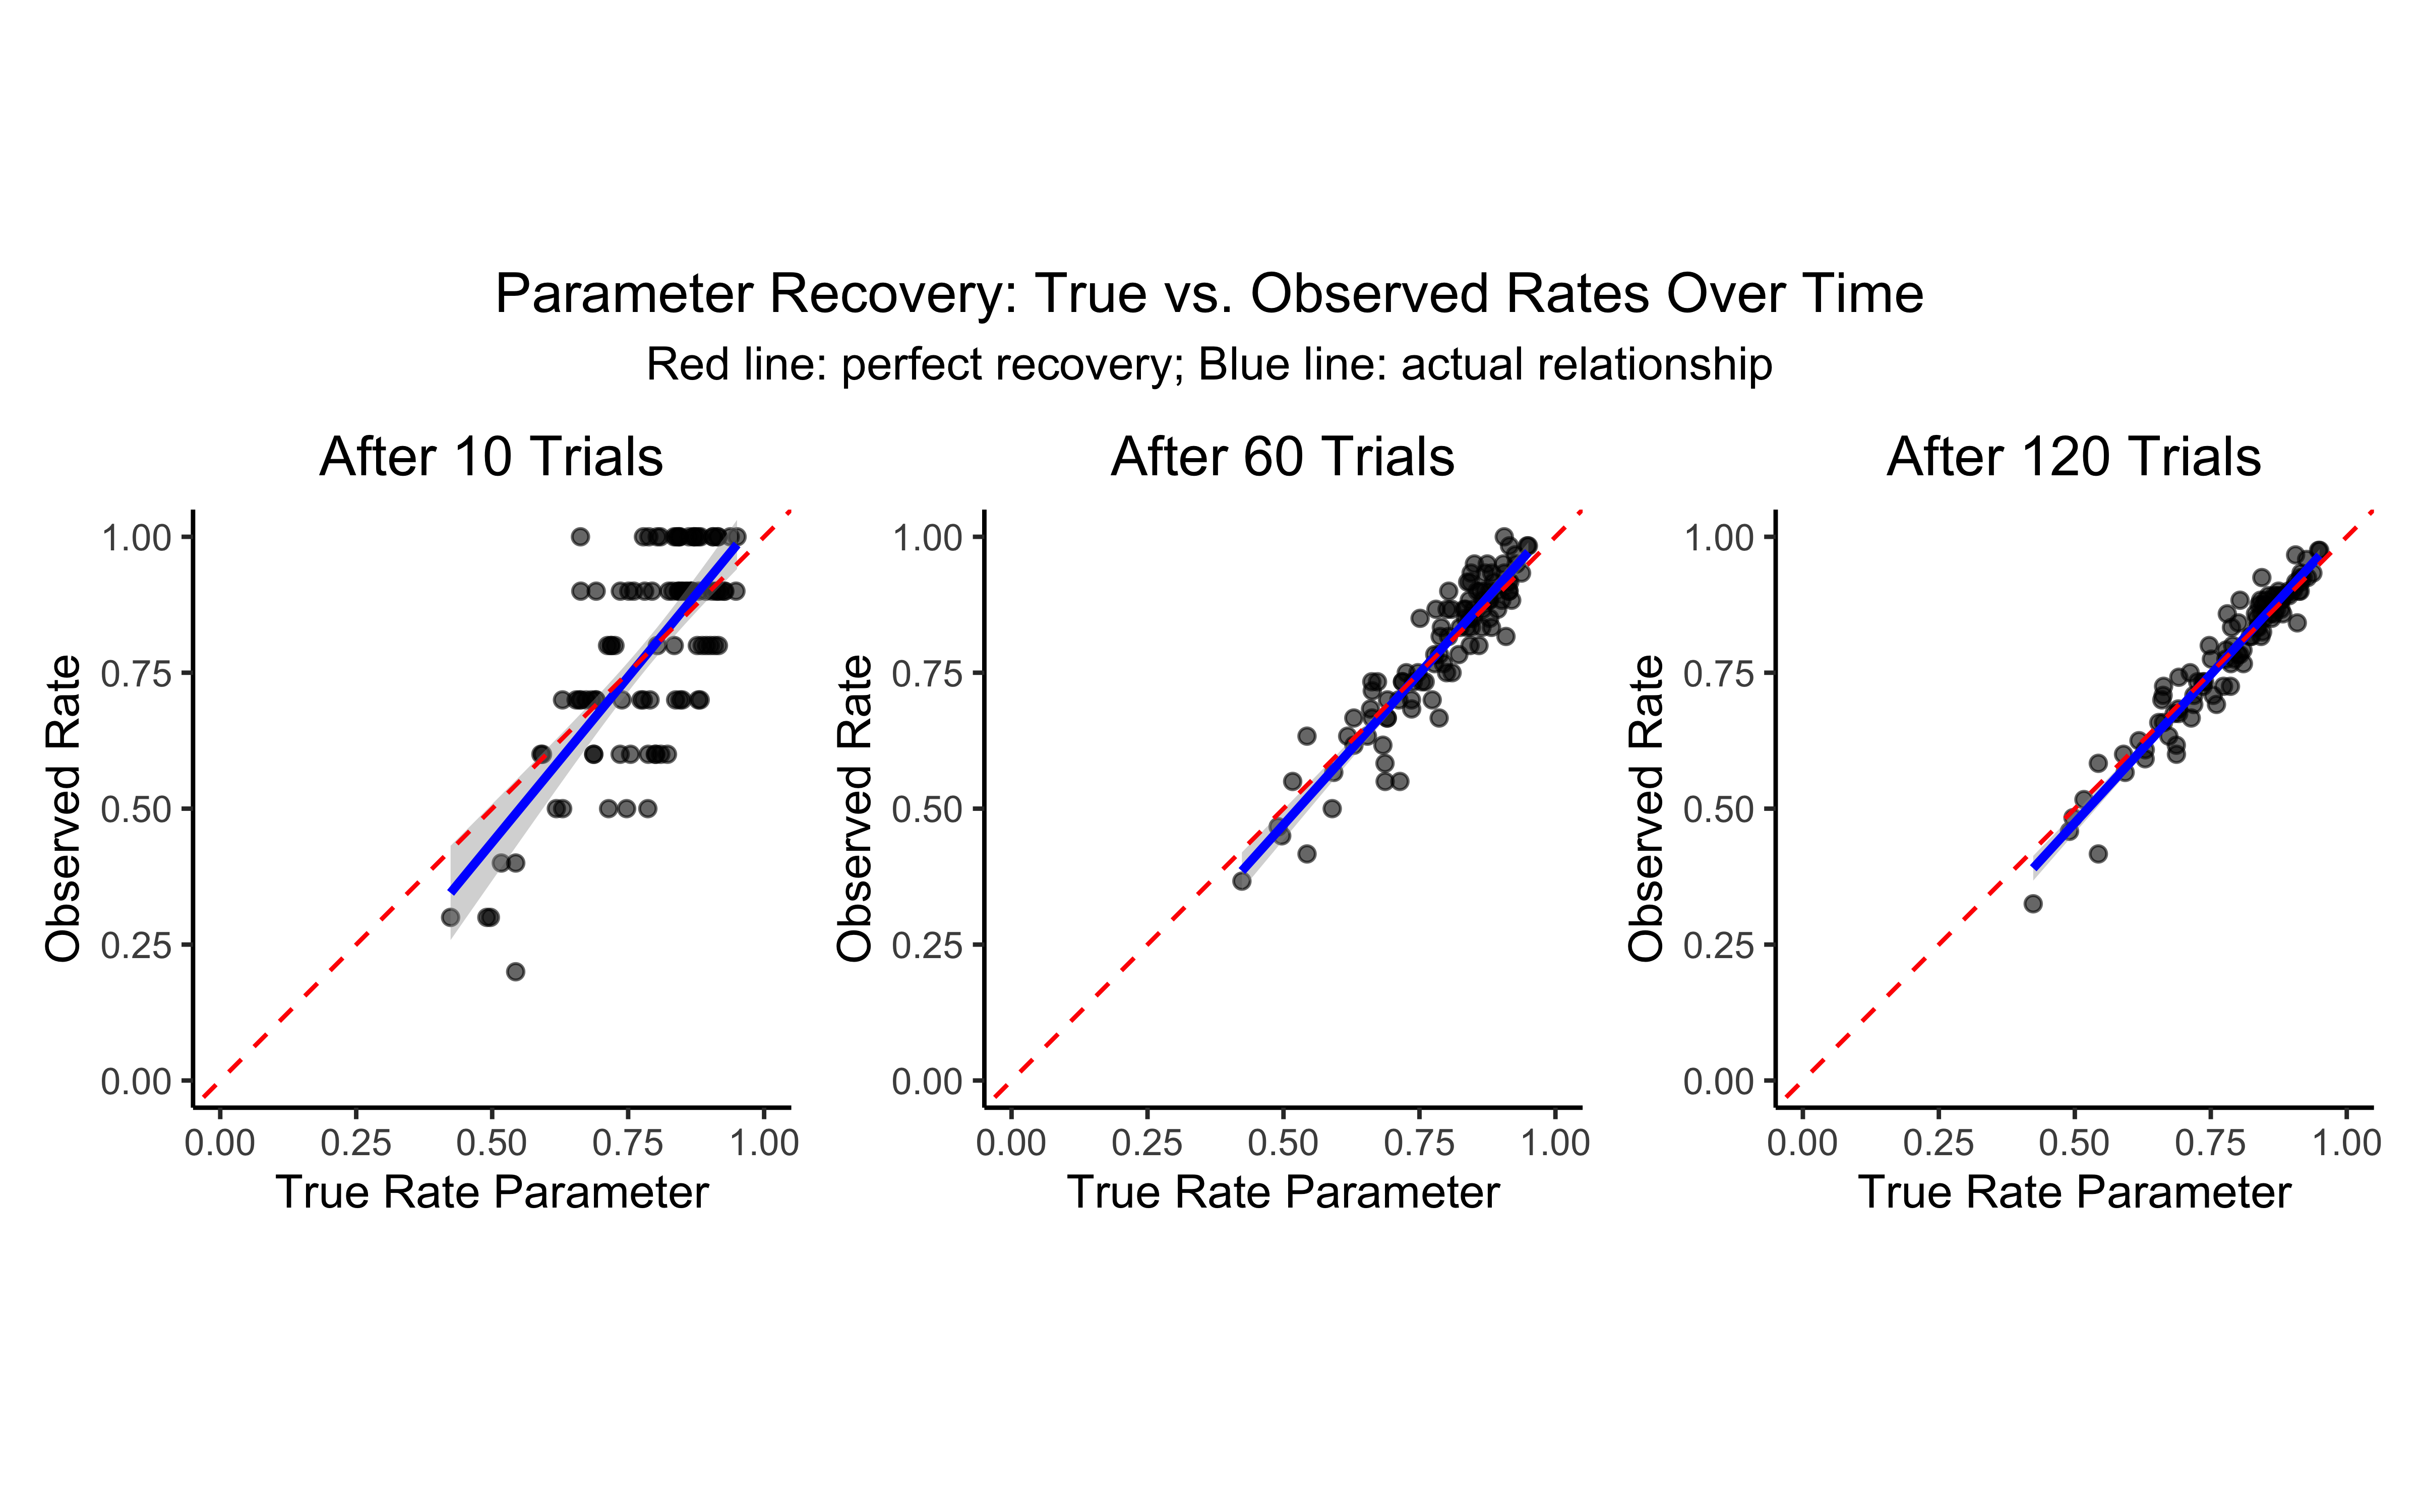 Parameter Recovery: True vs. Observed Rates Over Time
Red line: perfect recovery; Blue line: actual relationship
After 10 Trials
Observed Rate
1.00
0.75
0.50
0.25
0.00
0.00 0.25 0.50 0.75 1.00
True Rate Parameter
After 60 Trials
Observed Rate
1.00
0.75
0.50
0.25
0.00
0.00 0.25 0.50 0.75 1.00
True Rate Parameter
After 120 Trials
Observed Rate
1.00
0.75
0.50
0.25
0.00
0.00 0.25 0.50 0.75 1.00
True Rate Parameter